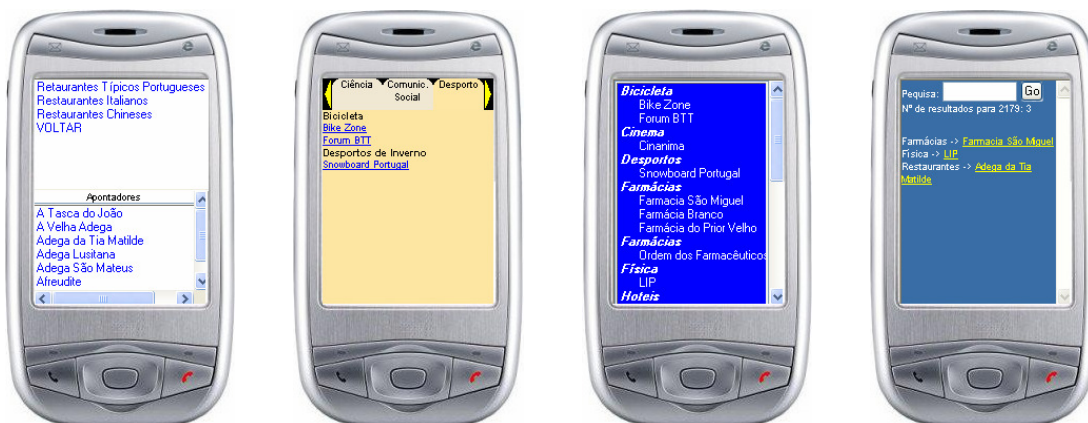 Retaurantes Típicos Portugueses
Restaurantes Italianos
Restaurantes Chineses
VOLTAR
Apontadores
A Tasca do João
A Velha Adega
Adega da Tia Matilde
Adega Lusitana
Adega São Mateus
Afreudite
Ciência Comunic. Desporto
Social
Bicicleta
Bike Zone
Forum BTT
Desportos de Inverno
Snowboard Portugal
Bicicleta
Bike Zone
Forum BTT
Cinema
Cinanima
Desportos
Snowboard Portugal
Farmácias
Farmacia São Miguel
Farmácia Branco
Farmácia do Prior Velho
Farmácias
Ordem dos Farmacêuticos
Física
LIP
Hoteis
Pequisa: Go
Nº de resultados para 2179: 3
Farmácias -> Farmacia São Miguel
Física -> LIP
Restaurantes -> Adega da Tia
Matilde